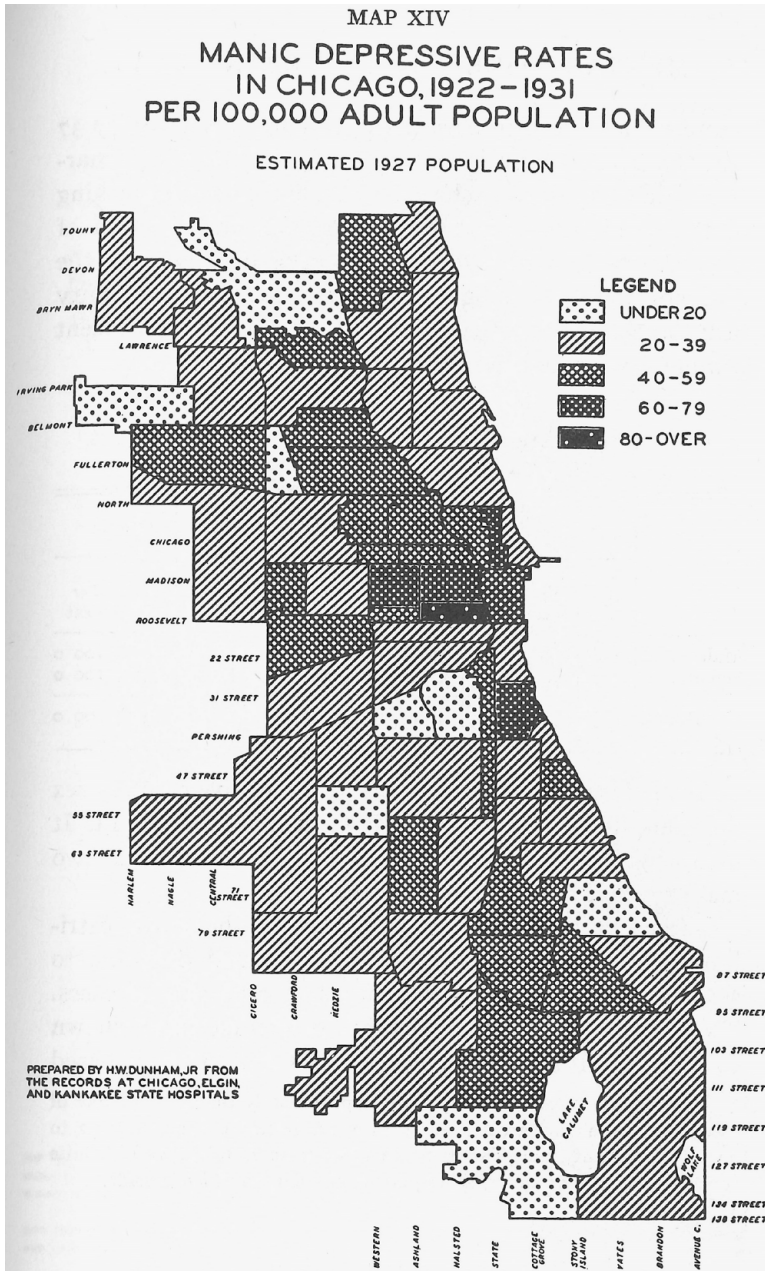 MAP XIV
MANIC DEPRESSIVE RATES
IN CHICAGO, 1922-1931
PER 100,000 ADULT POPULATION
ESTIMATED 1927 POPULATION
LEGEND
UNDER 20
20-39
40-59
60-79
80-OVER
TOUHY
DEVON
BRYN MAWR
LAWRENCE
IRVING PARK
BELMONT
FULLERTON
NORTH
CHICAGO
MADISON
ROOSEVELT
22 STREET
31 STREET
PERSHING
47 STREET
55 STREET
63 STREET
HARLEM
NAGLE
CENTRAL
71
STREET
79 STREET
CICERO
CRAWFORD
KEDZIE
87 STREET
95 STREET
103 STREET
111 STREET
119 STREET
127 STREET
134 STREET
138 STREET
LAKE
CALUMET
WOLF
LAKE
PREPARED BY H.W. DUNHAM, JR FROM
THE RECORDS AT CHICAGO, ELGIN,
AND KANKAKEE STATE HOSPITALS
WESTERN
ASHLAND
HALSTED
STATE
COTTAGE
GROVE
STONY
ISLAND
YATES
BRANDON
AVENUE C.